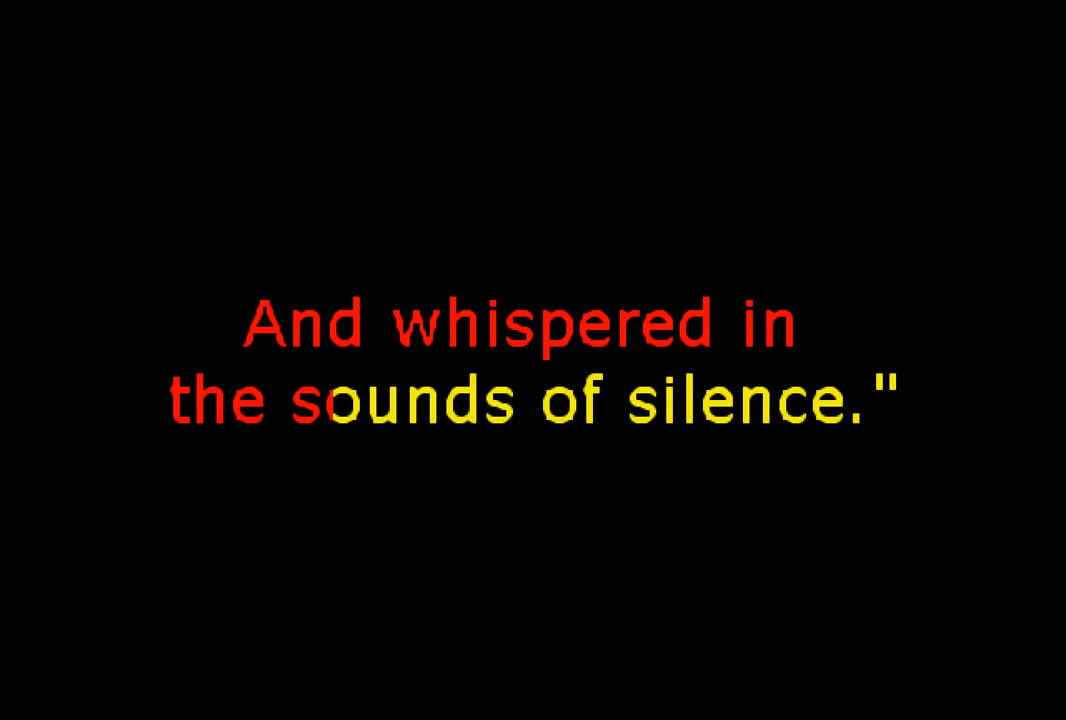 And whispered in
the sounds of silence."